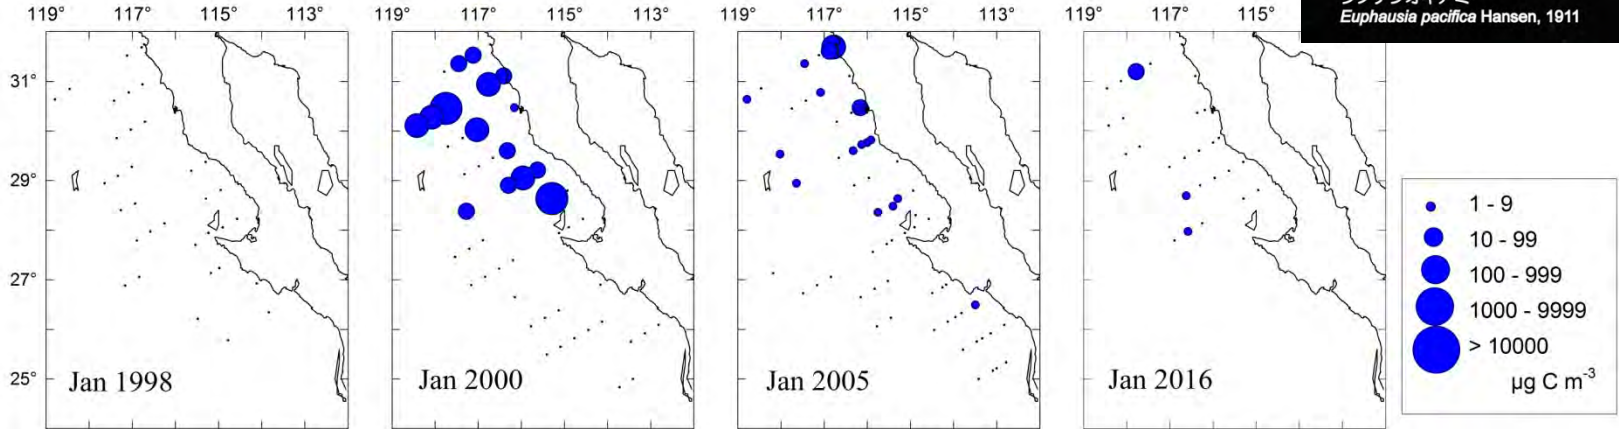 119° 117° 115° 113° 119° 117° 115° 113° 119° 117° 115° 113° 119° 117° 115°
Euphausia pacifica Hansen, 1911
31°
29°
27°
25°
Jan 1998
Jan 2000
Jan 2005
Jan 2016
1 - 9
10 - 99
100 - 999
1000 - 9999
> 10000
µg C m⁻³